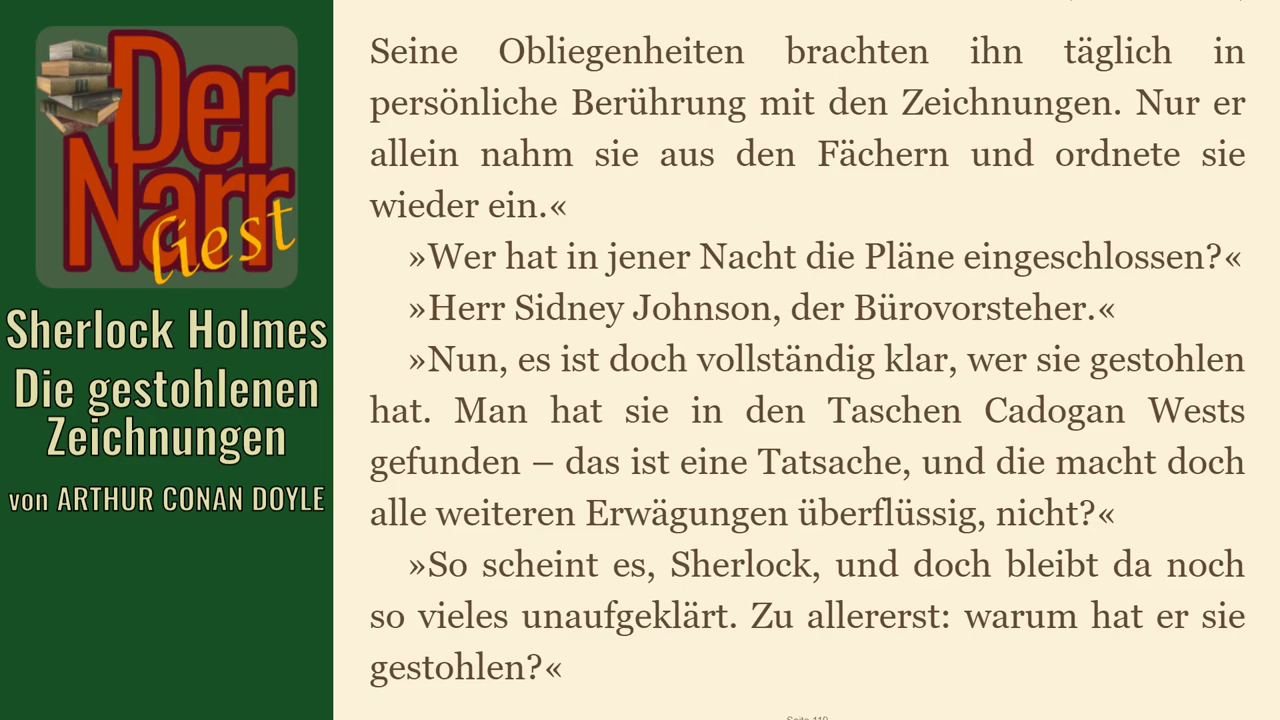 Der
Narr
liest
Sherlock Holmes
Die gestohlenen
Zeichnungen
von ARTHUR CONAN DOYLE
Seine Obliegenheiten brachten ihn täglich in
persönliche Berührung mit den Zeichnungen. Nur er
allein nahm sie aus den Fächern und ordnete sie
wieder ein.«
»Wer hat in jener Nacht die Pläne eingeschlossen?«
»Herr Sidney Johnson, der Bürovorsteher.«
»Nun, es ist doch vollständig klar, wer sie gestohlen
hat. Man hat sie in den Taschen Cadogan Wests
gefunden – das ist eine Tatsache, und die macht doch
alle weiteren Erwägungen überflüssig, nicht?«
»So scheint es, Sherlock, und doch bleibt da noch
so vieles unaufgeklärt. Zu allererst: warum hat er sie
gestohlen?«